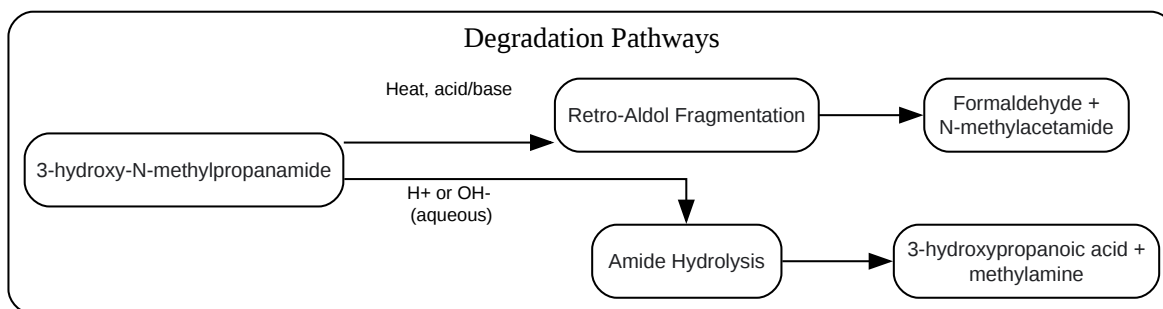 Degradation Pathways
Heat, acid/base
Retro-Aldol Fragmentation
Formaldehyde +
N-methylacetamide
3-hydroxy-N-methylpropanamide
H+ or OH-
(aqueous)
Amide Hydrolysis
3-hydroxypropanoic acid +
methylamine